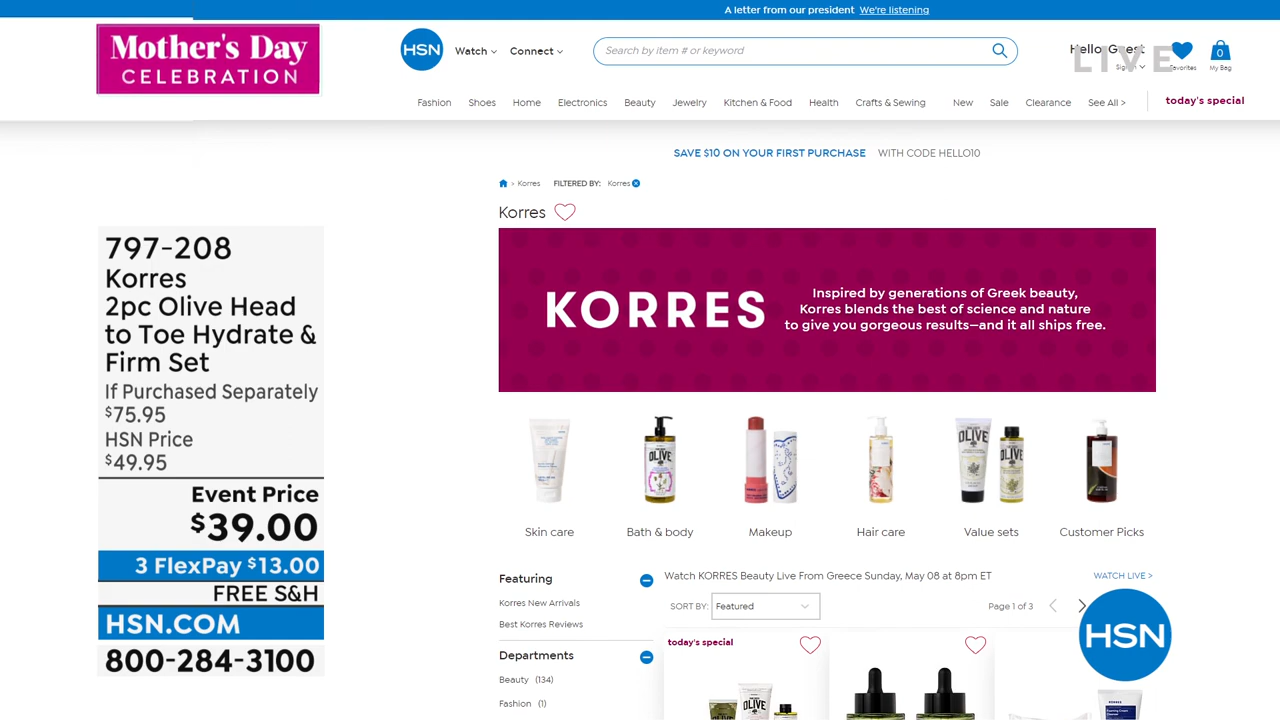 A letter from our president We're listening
Mother's Day
CELEBRATION
HSN
Watch
Connect
Search by item # or keyword
Hello Guest
LIVE
Favorites
0
My Bag
Fashion
Shoes
Home
Electronics
Beauty
Jewelry
Kitchen & Food
Health
Crafts & Sewing
New
Sale
Clearance
See All >
today's special
SAVE $10 ON YOUR FIRST PURCHASE WITH CODE HELLO10
> Korres
FILTERED BY: Korres
Korres
KORRES
Inspired by generations of Greek beauty,
Korres blends the best of science and nature
to give you gorgeous results—and it all ships free.
797-208
Korres
2pc Olive Head
to Toe Hydrate &
Firm Set
If Purchased Separately
$75.95
HSN Price
$49.95
Event Price
$39.00
3 FlexPay $13.00
FREE S&H
HSN.COM
800-284-3100
OLIVE
OLIVE
Skin care
Bath & body
Makeup
Hair care
Value sets
Customer Picks
Featuring
Korres New Arrivals
Best Korres Reviews
Departments
Beauty (134)
Fashion (1)
Watch KORRES Beauty Live From Greece Sunday, May 08 at 8pm ET
WATCH LIVE >
SORT BY: Featured
Page 1 of 3
HSN
today's special
OLIVE